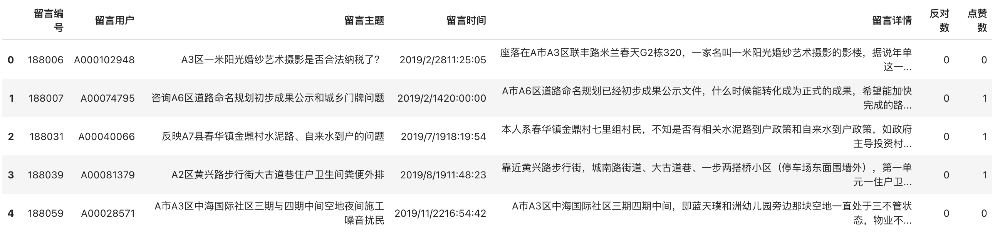 留言编号 留言用户 留言主题 留言时间 留言详情 反对数 点赞数
0 188006 A000102948 A3区一米阳光婚纱艺术摄影是否合法纳税了？ 2019/2/2811:25:05 座落在A市A3区联丰路米兰春天G2栋320，一家名叫一米阳光婚纱艺术摄影的影楼，据说年单这一... 0 0
1 188007 A00074795 咨询A6区道路命名规划初步成果公示和城乡门牌问题 2019/2/1420:00:00 A市A6区道路命名规划已经初步成果公示文件，什么时候能转化成为正式的成果，希望能加快完成的路... 0 1
2 188031 A00040066 反映A7县春华镇金鼎村水泥路、自来水到户的问题 2019/7/1918:19:54 本人系春华镇金鼎村七里组村民，不知是否有相关水泥路到户政策和自来水到户政策，如政府主导投资村... 0 1
3 188039 A00081379 A2区黄兴路步行街大古道巷住户卫生间粪便外排 2019/8/1911:48:23 靠近黄兴路步行街，城南路街道、大古道巷、一步两搭桥小区（停车场东面围墙外），第一单元一住户卫... 0 1
4 188059 A00028571 A市A3区中海国际社区三期与四期中间空地夜间施工噪音扰民 2019/11/2216:54:42 A市A3区中海国际社区三期四期中间，即蓝天璞和洲幼儿园旁边那块空地一直处于三不管状态，物业不... 0 0